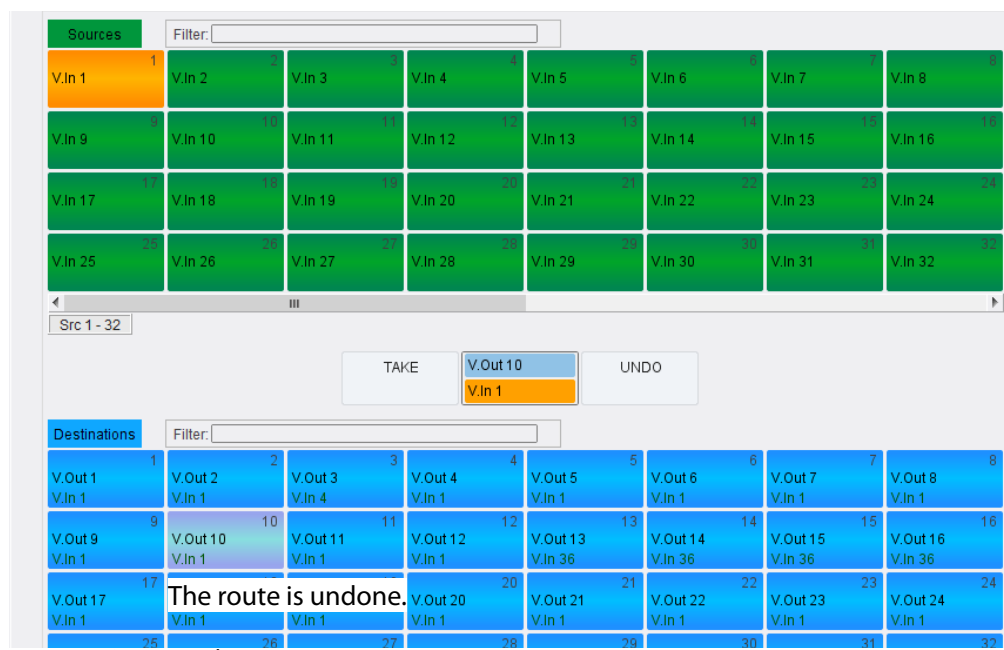 Sources Filter:
1 2 3 4 5 6 7 8
V.In 1 V.In 2 V.In 3 V.In 4 V.In 5 V.In 6 V.In 7 V.In 8
9 10 11 12 13 14 15 16
V.In 9 V.In 10 V.In 11 V.In 12 V.In 13 V.In 14 V.In 15 V.In 16
17 18 19 20 21 22 23 24
V.In 17 V.In 18 V.In 19 V.In 20 V.In 21 V.In 22 V.In 23 V.In 24
25 26 27 28 29 30 31 32
V.In 25 V.In 26 V.In 27 V.In 28 V.In 29 V.In 30 V.In 31 V.In 32
Src 1 - 32
TAKE V.Out 10 UNDO
V.In 1
Destinations Filter:
1 2 3 4 5 6 7 8
V.Out 1 V.Out 2 V.Out 3 V.Out 4 V.Out 5 V.Out 6 V.Out 7 V.Out 8
V.In 1 V.In 1 V.In 4 V.In 1 V.In 1 V.In 1 V.In 1 V.In 1
9 10 11 12 13 14 15 16
V.Out 9 V.Out 10 V.Out 11 V.Out 12 V.Out 13 V.Out 14 V.Out 15 V.Out 16
V.In 1 V.In 1 V.In 1 V.In 1 V.In 36 V.In 36 V.In 36 V.In 36
17 20 21 22 23 24
V.Out 17 The route is undone. V.Out 20 V.Out 21 V.Out 22 V.Out 23 V.Out 24
V.In 1 V.In 1 V.In 1 V.In 1 V.In 1 V.In 1 V.In 1 V.In 1
25 26 27 28 29 30 31 32